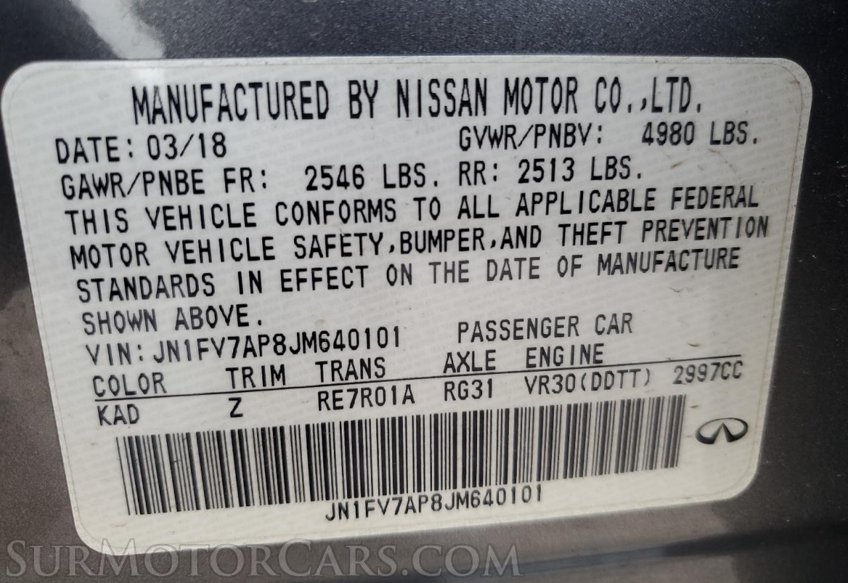 MANUFACTURED BY NISSAN MOTOR CO.,LTD.
DATE: 03/18 GVWR/PNBV: 4980 LBS.
GAWR/PNBE FR: 2546 LBS. RR: 2513 LBS.
THIS VEHICLE CONFORMS TO ALL APPLICABLE FEDERAL
MOTOR VEHICLE SAFETY,BUMPER,AND THEFT PREVENTION
STANDARDS IN EFFECT ON THE DATE OF MANUFACTURE
SHOWN ABOVE.
VIN: JN1FV7AP8JM640101 PASSENGER CAR
COLOR TRIM TRANS AXLE ENGINE
KAD Z RE7R01A RG31 VR30(DDTT) 2997CC
JN1FV7AP8JM640101
SurMotorCars.com